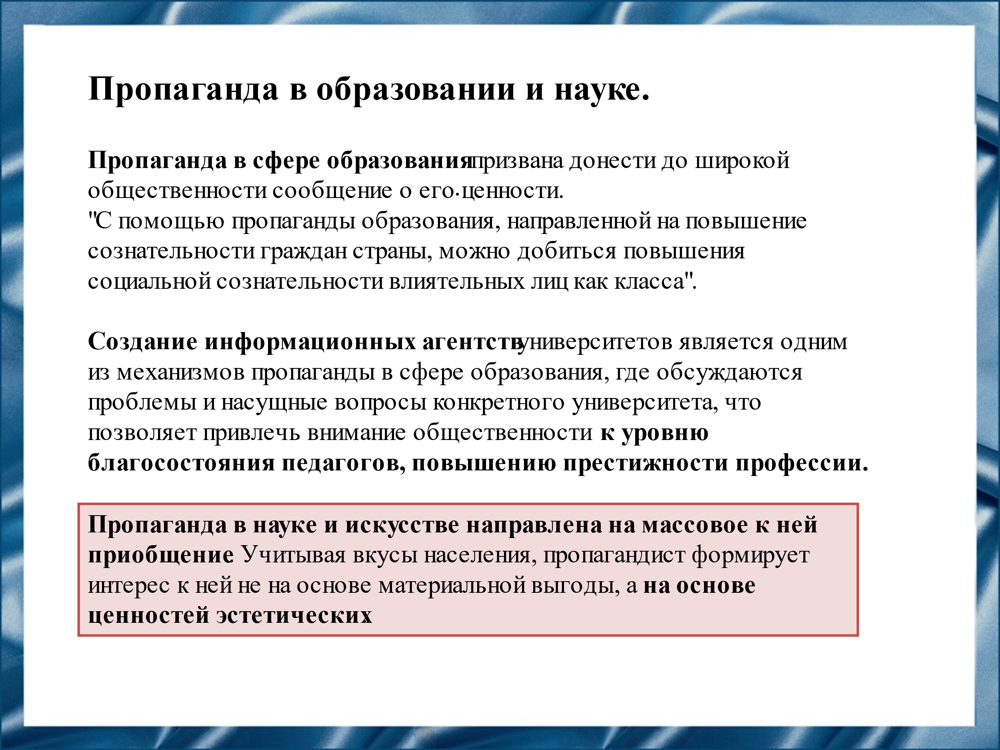 Пропаганда в образовании и науке.
Пропаганда в сфере образования призвана донести до широкой
общественности сообщение о его.ценности.
"С помощью пропаганды образования, направленной на повышение
сознательности граждан страны, можно добиться повышения
социальной сознательности влиятельных лиц как класса".
Создание информационных агентств университетов является одним
из механизмов пропаганды в сфере образования, где обсуждаются
проблемы и насущные вопросы конкретного университета, что
позволяет привлечь внимание общественности к уровню
благосостояния педагогов, повышению престижности профессии.
Пропаганда в науке и искусстве направлена на массовое к ней
приобщение. Учитывая вкусы населения, пропагандист формирует
интерес к ней не на основе материальной выгоды, а на основе
ценностей эстетических.